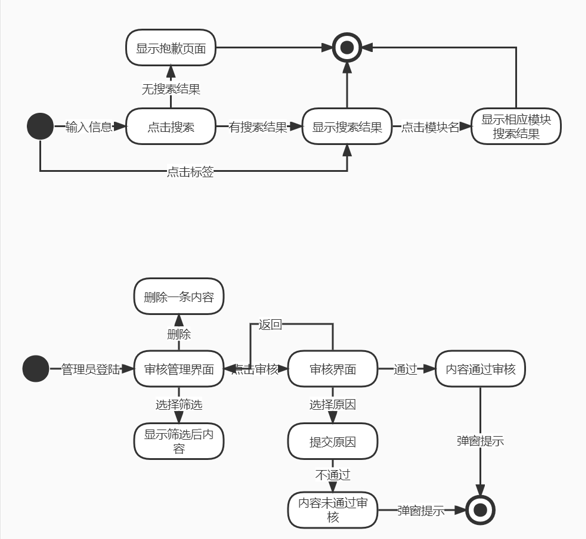 显示抱歉页面
无搜索结果
输入信息
点击搜索
有搜索结果
显示搜索结果
点击模块名
显示相应模块
搜索结果
点击标签
删除一条内容
删除
返回
管理员登陆
审核管理界面
点击审核
审核界面
通过
内容通过审核
选择筛选
选择原因
显示筛选后内
容
提交原因
弹窗提示
不通过
内容未通过审
核
弹窗提示